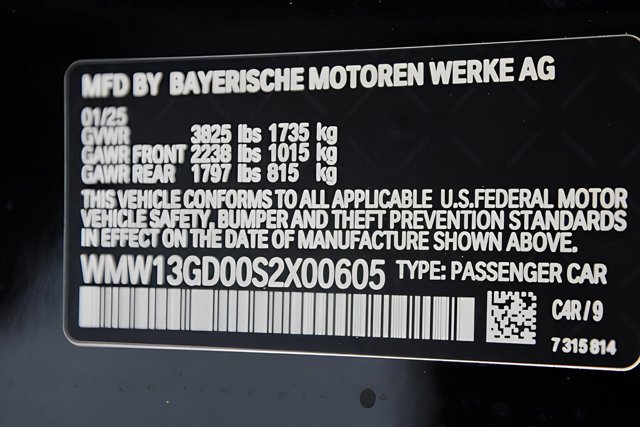 MFD BY BAYERISCHE MOTOREN WERKE AG
01/25
GVWR 3825 lbs 1735 kg
GAWR FRONT 2238 lbs 1015 kg
GAWR REAR 1797 lbs 815 kg
THIS VEHICLE CONFORMS TO ALL APPLICABLE U.S.FEDERAL MOTOR
VEHICLE SAFETY, BUMPER AND THEFT PREVENTION STANDARDS
IN EFFECT ON THE DATE OF MANUFACTURE SHOWN ABOVE.
WMW13GD00S2X00605 TYPE: PASSENGER CAR
C4R/9
7 315 814